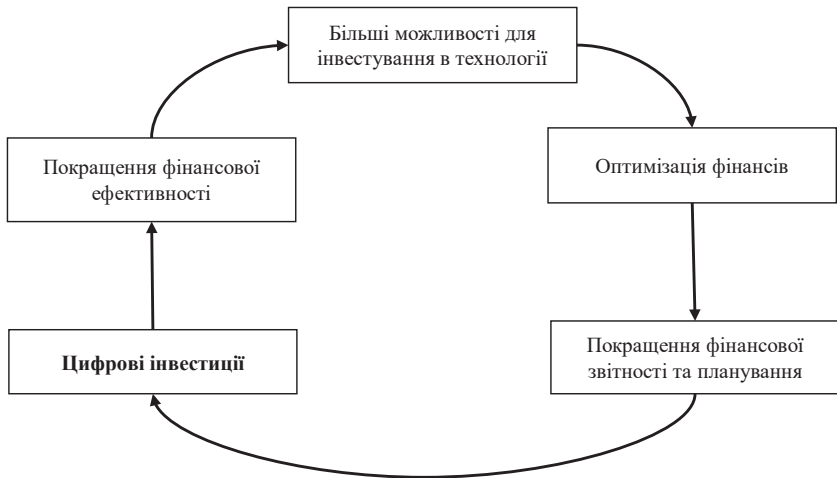 Більші можливості для
інвестування в технології
Покращення фінансової
ефективності
Оптимізація фінансів
Цифрові інвестиції
Покращення фінансової
звітності та планування